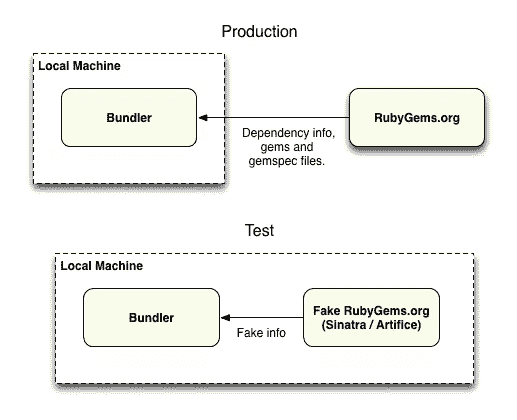 Production
Local Machine
Bundler
RubyGems.org
Dependency info,
gems and
gemspec files.
Test
Local Machine
Bundler
Fake RubyGems.org
(Sinatra / Artifice)
Fake info